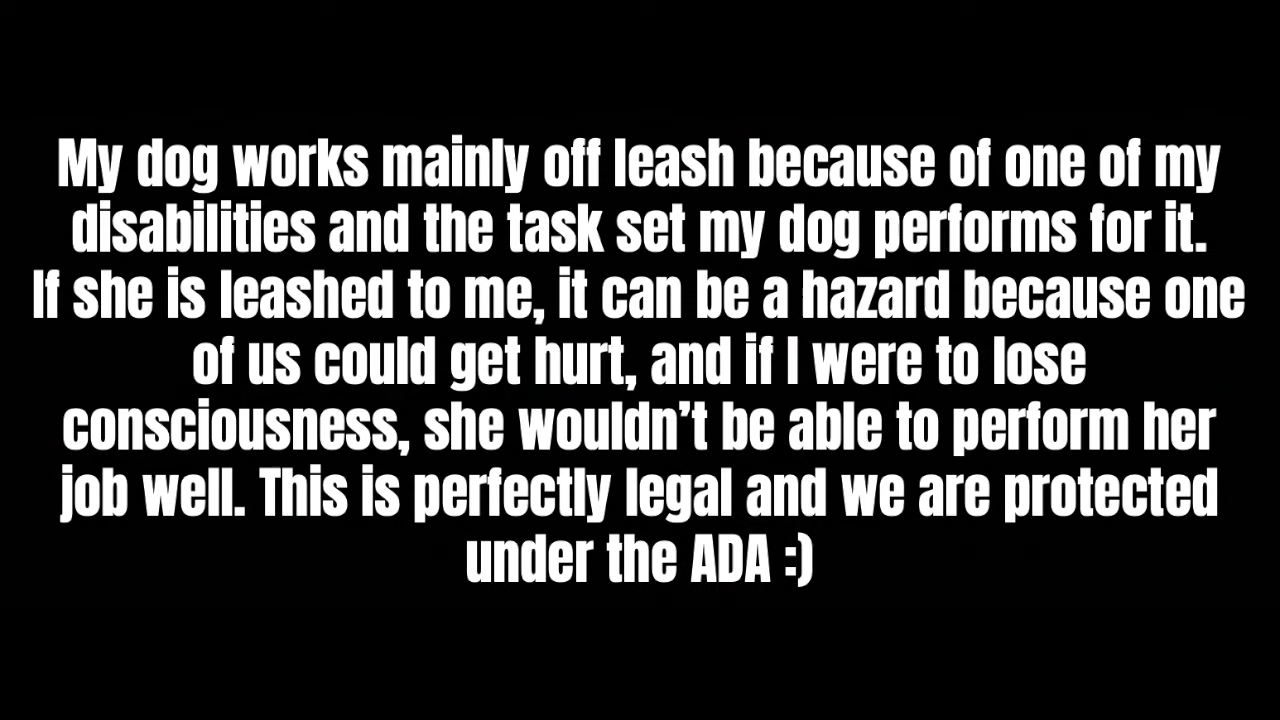 My dog works mainly off leash because of one of my
disabilities and the task set my dog performs for it.
If she is leashed to me, it can be a hazard because one
of us could get hurt, and if I were to lose
consciousness, she wouldn’t be able to perform her
job well. This is perfectly legal and we are protected
under the ADA :)